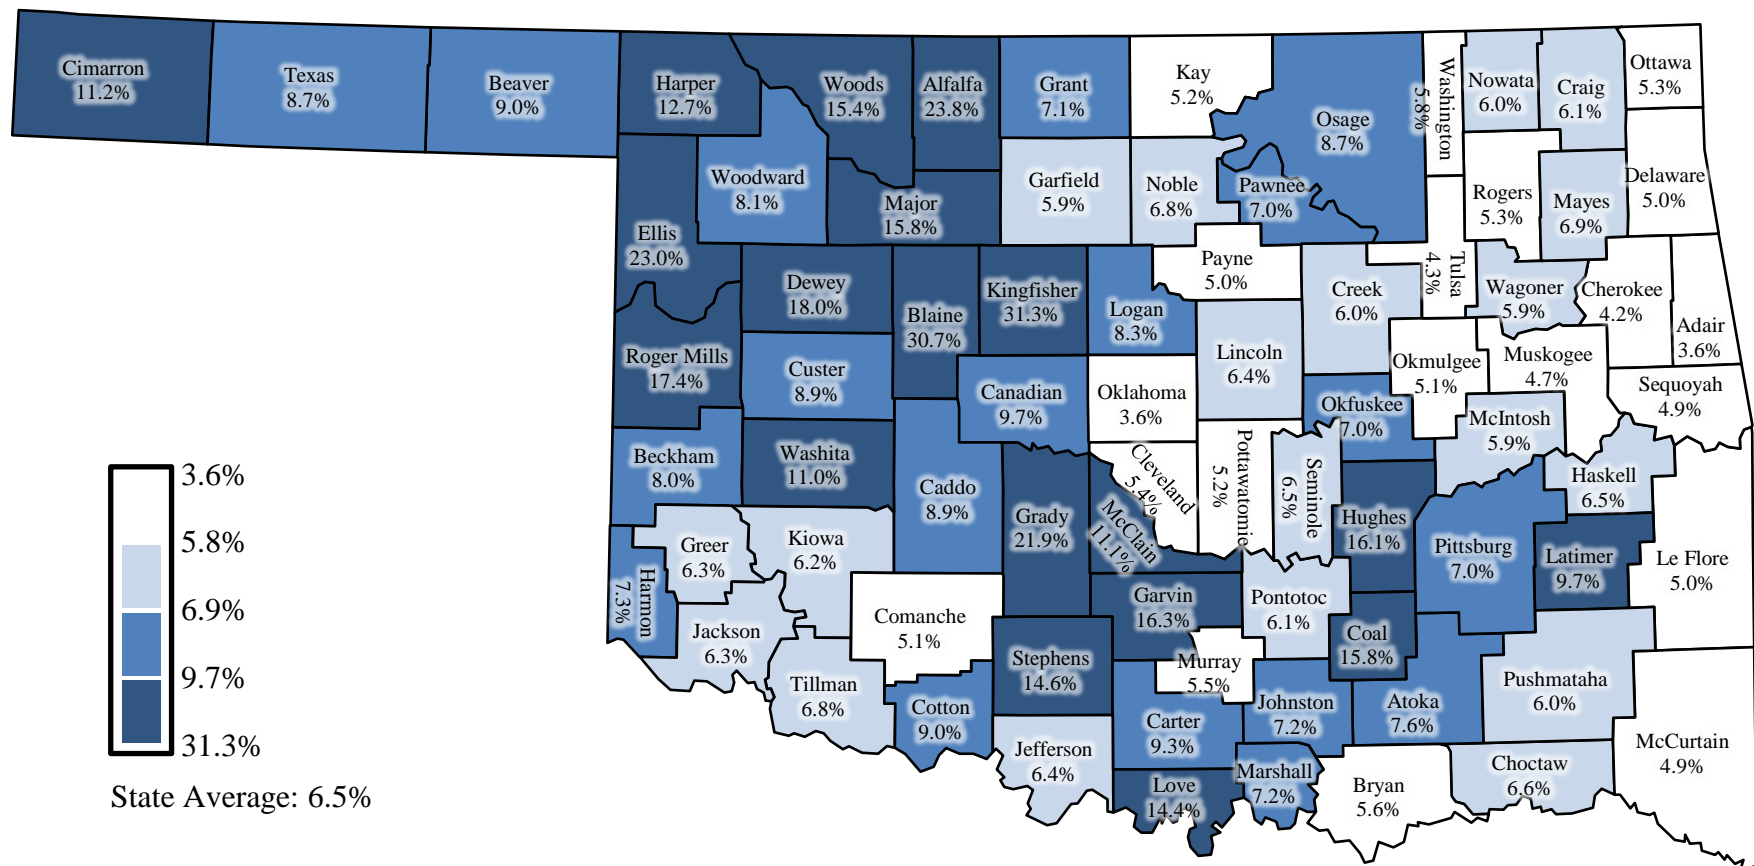 Cimarron
11.2%
Texas
8.7%
Beaver
9.0%
Harper
12.7%
Woods
15.4%
Alfalfa
23.8%
Grant
7.1%
Kay
5.2%
Osage
8.7%
Washington
5.8%
Nowata
6.0%
Craig
6.1%
Ottawa
5.3%
Woodward
8.1%
Major
15.8%
Garfield
5.9%
Noble
6.8%
Pawnee
7.0%
Rogers
5.3%
Mayes
6.9%
Delaware
5.0%
Ellis
23.0%
Dewey
18.0%
Blaine
30.7%
Kingfisher
31.3%
Logan
8.3%
Payne
5.0%
Creek
6.0%
Tulsa
4.3%
Wagoner
5.9%
Cherokee
4.2%
Adair
3.6%
Roger Mills
17.4%
Custer
8.9%
Canadian
9.7%
Oklahoma
3.6%
Lincoln
6.4%
Okmulgee
5.1%
Muskogee
4.7%
Sequoyah
4.9%
Okfuskee
7.0%
McIntosh
5.9%
Beckham
8.0%
Washita
11.0%
Caddo
8.9%
Grady
21.9%
Cleveland
5.4%
McClain
11.1%
Pottawatomie
5.2%
Seminole
6.5%
Hughes
16.1%
Pittsburg
7.0%
Haskell
6.5%
Latimer
9.7%
Le Flore
5.0%
Harmon
7.3%
Greer
6.3%
Kiowa
6.2%
Jackson
6.3%
Comanche
5.1%
Garvin
16.3%
Pontotoc
6.1%
Coal
15.8%
Tillman
6.8%
Cotton
9.0%
Stephens
14.6%
Murray
5.5%
Carter
9.3%
Johnston
7.2%
Atoka
7.6%
Pushmataha
6.0%
McCurtain
4.9%
Jefferson
6.4%
Love
14.4%
Marshall
7.2%
Bryan
5.6%
Choctaw
6.6%
3.6%
5.8%
6.9%
9.7%
31.3%
State Average: 6.5%